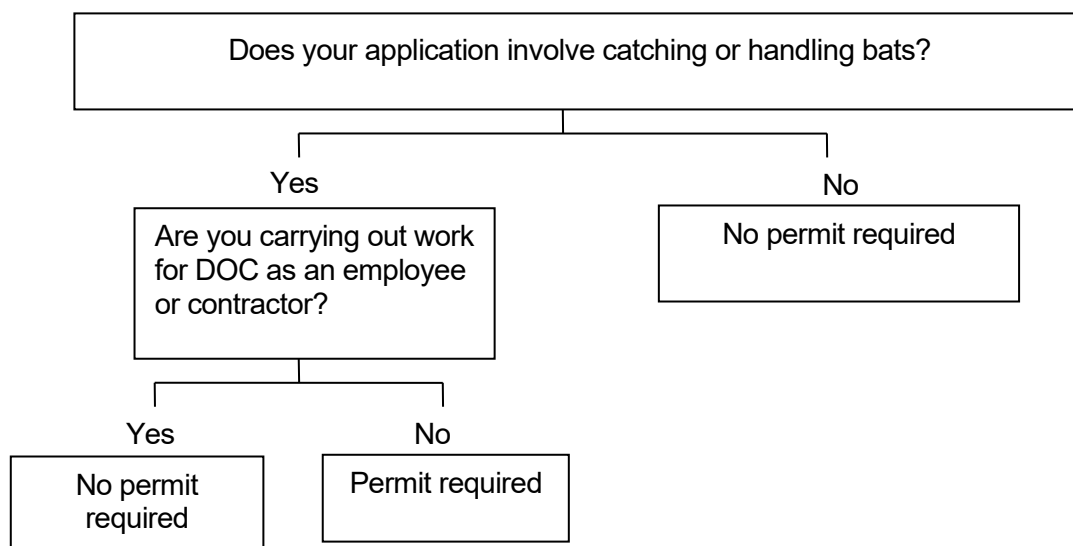 Does your application involve catching or handling bats?
Yes
No
Are you carrying out work
for DOC as an employee
or contractor?
No permit required
Yes
No
No permit
required
Permit required